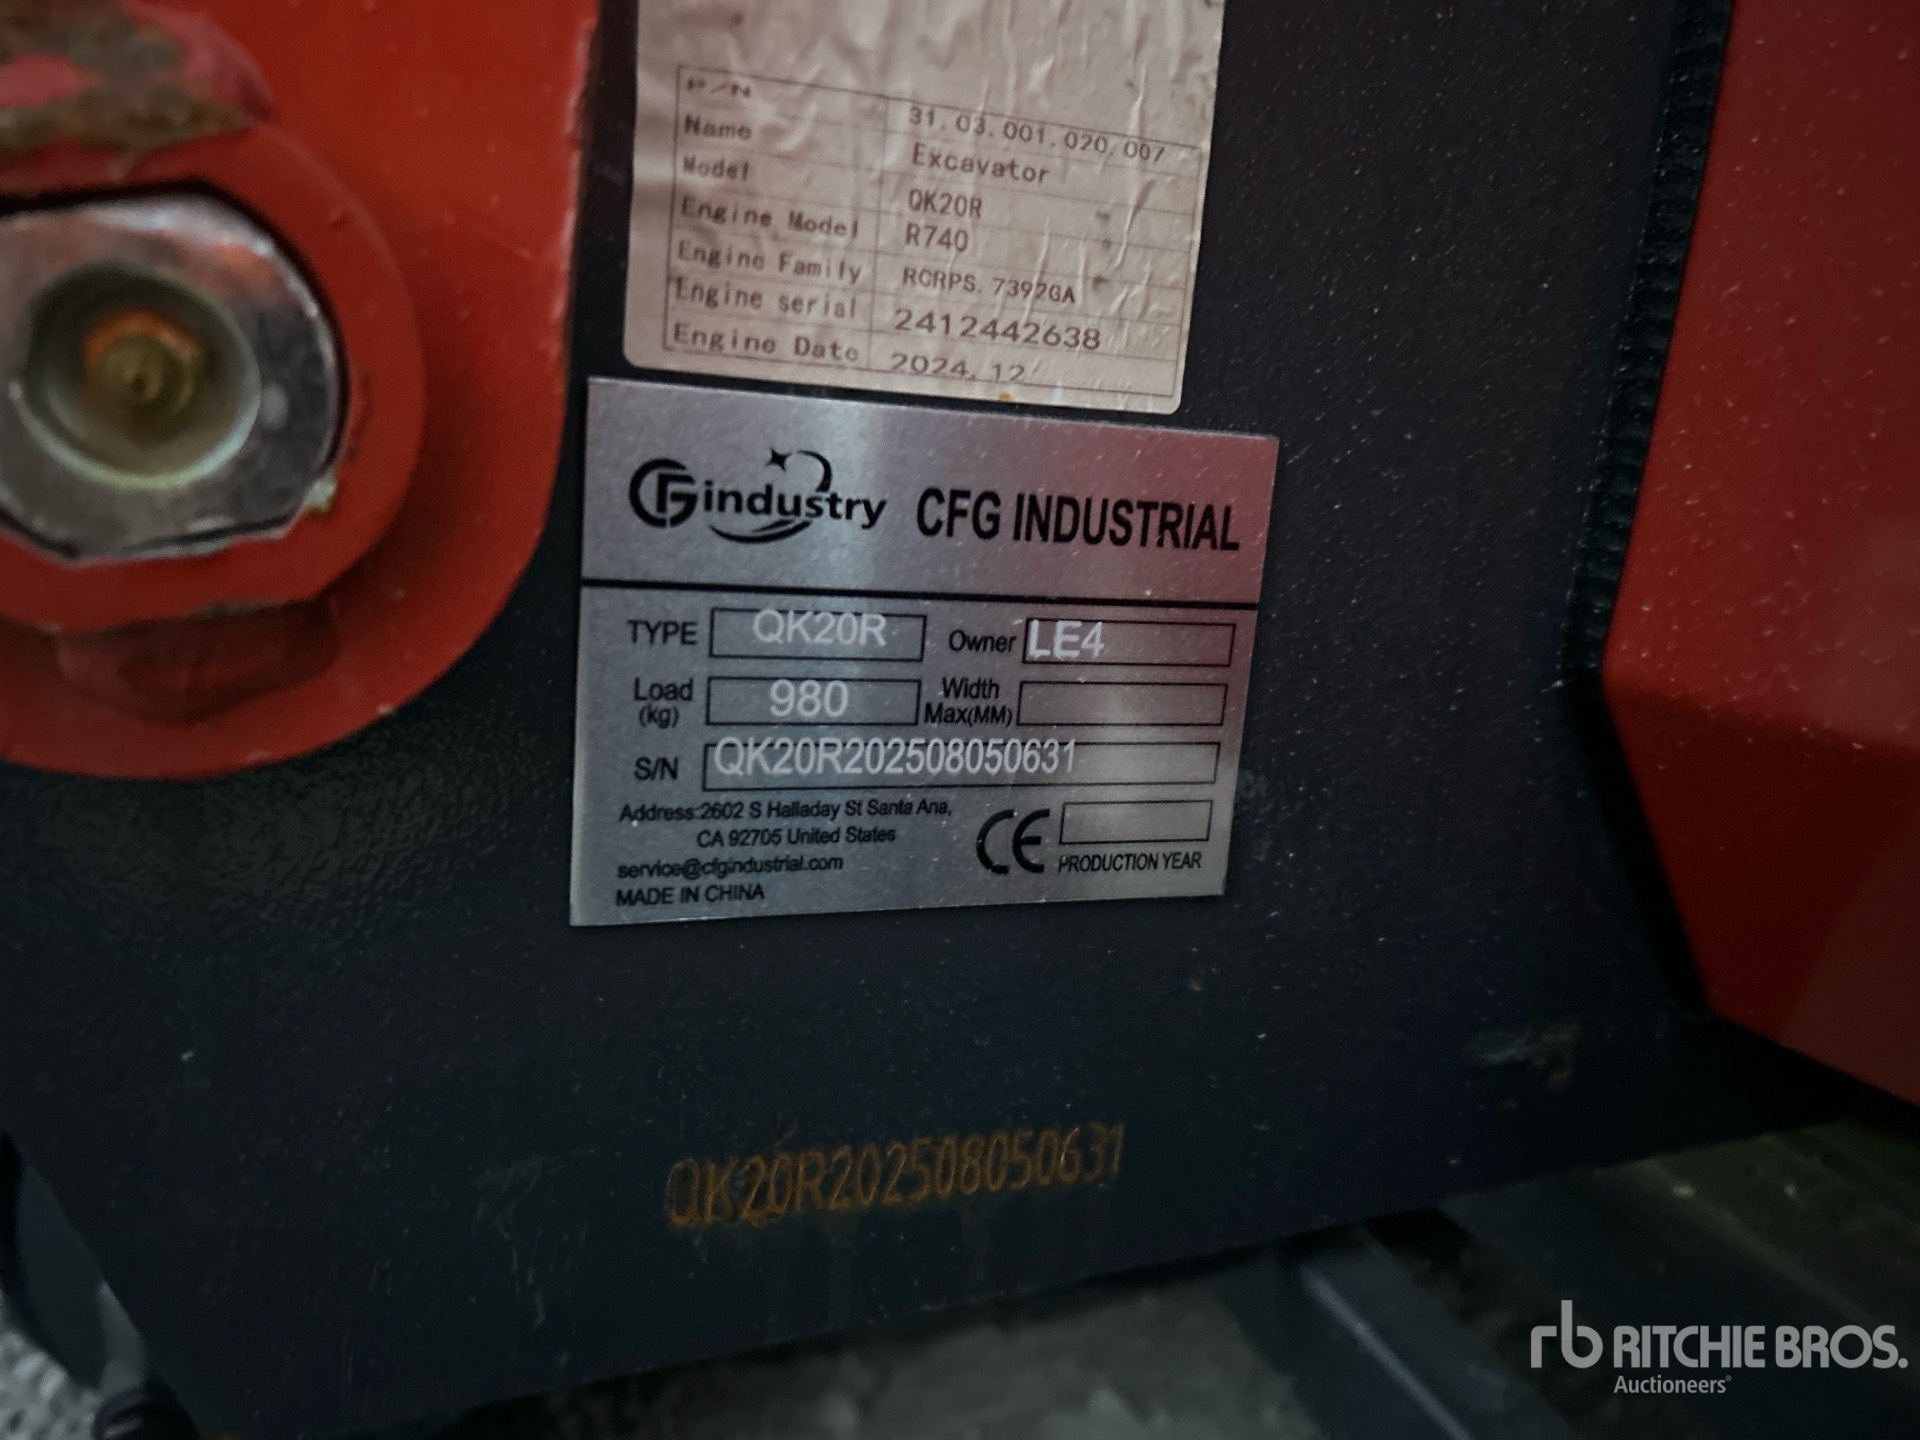 P/N 31.03.001.020.007
Name Excavator
Model QK20R
Engine Model R740
Engine Family RCRPS.7392GA
Engine serial 2412442638
Engine Date 2024.12
CFGindustry CFG INDUSTRIAL
TYPE QK20R Owner LE4
Load (kg) 980 Width Max(MM)
S/N QK20R202508050631
Address:2602 S Halladay St Santa Ana,
CA 92705 United States
service@cfgindustrial.com
MADE IN CHINA
CE PRODUCTION YEAR
QK20R202508050631
rb RITCHIE BROS.
Auctioneers®